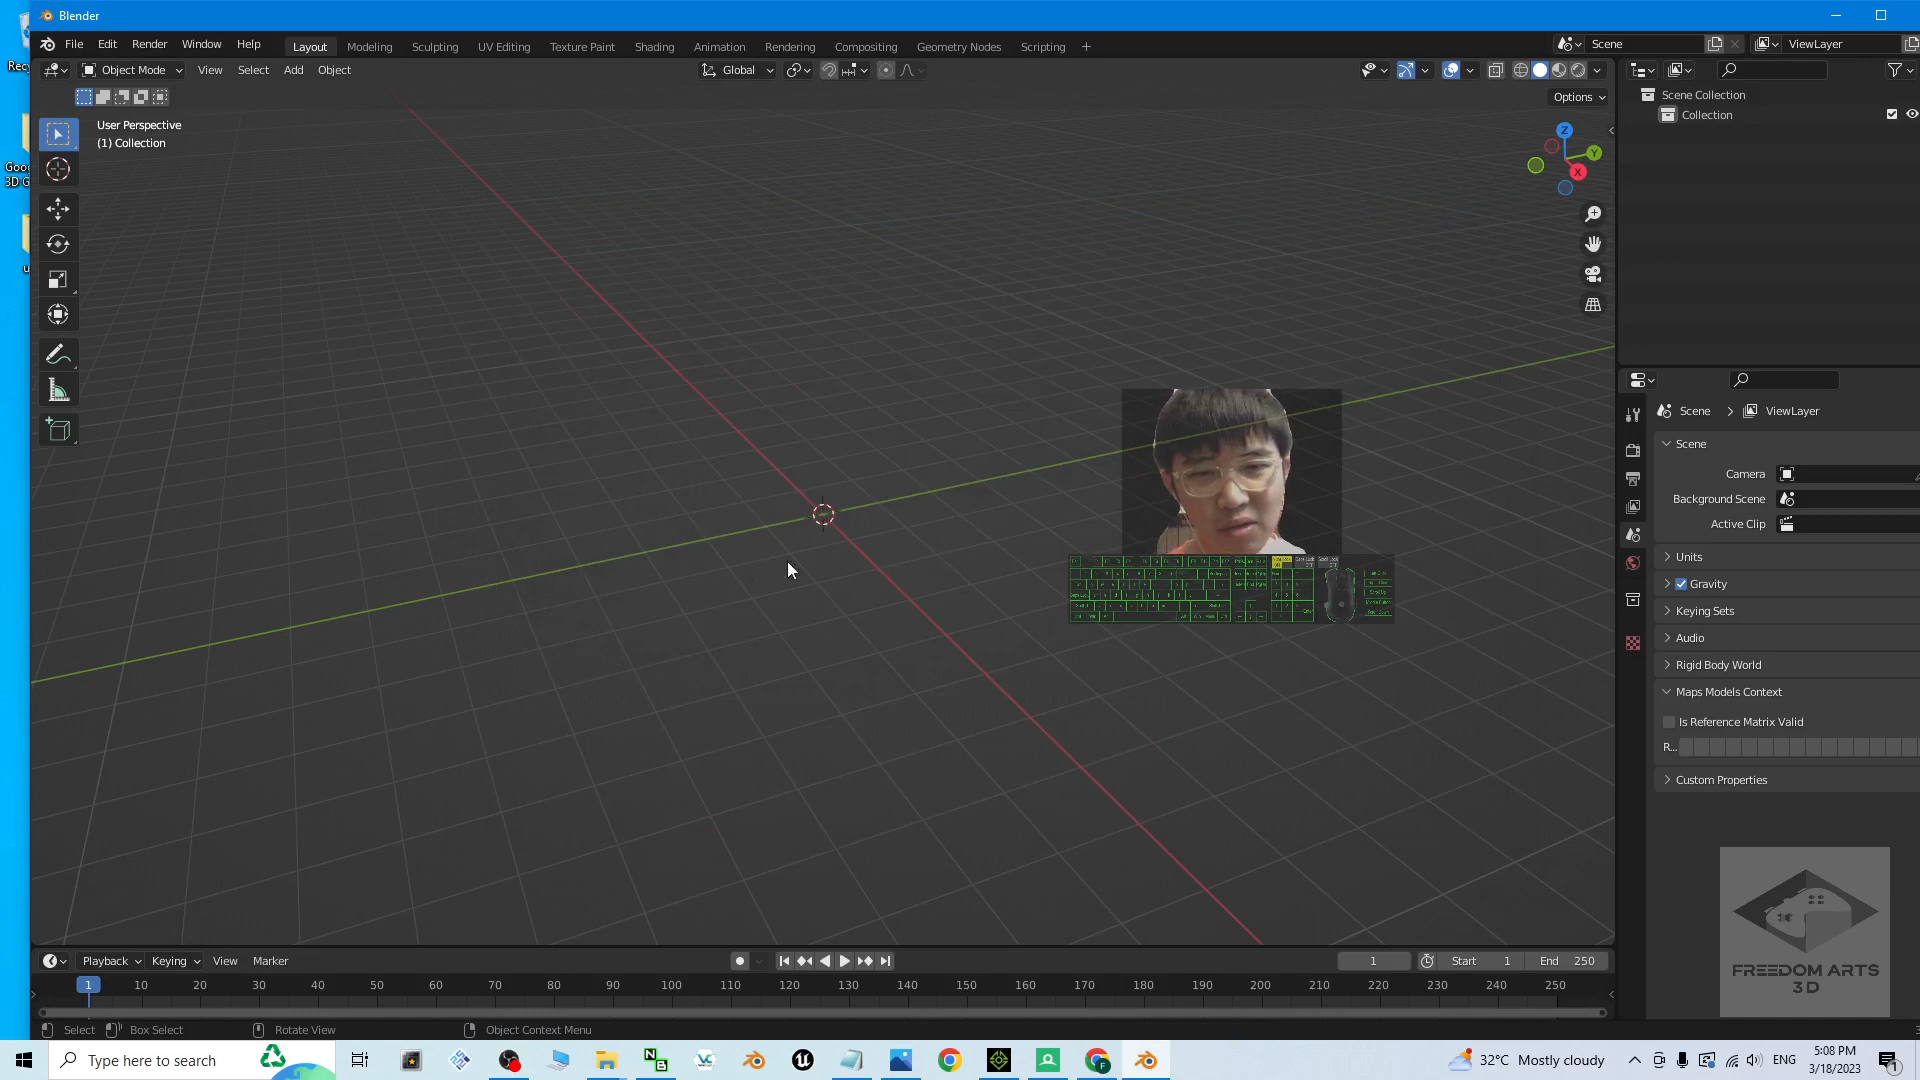 Blender
File Edit Render Window Help
Layout Modeling Sculpting UV Editing Texture Paint Shading Animation Rendering Compositing Geometry Nodes Scripting +
Scene
ViewLayer
Object Mode View Select Add Object
Global
Options
User Perspective
(1) Collection
Z
Y
X
Scene Collection
Collection
Scene > ViewLayer
Scene
Camera
Background Scene
Active Clip
Units
Gravity
Keying Sets
Audio
Rigid Body World
Maps Models Context
Is Reference Matrix Valid
R...
Custom Properties
FREEDOM ARTS
3D
Playback Keying View Marker
1
Start 1
End 250
1 10 20 30 40 50 60 70 80 90 100 110 120 130 140 150 160 170 180 190 200 210 220 230 240 250
Select Box Select Rotate View Object Context Menu
Type here to search
32°C Mostly cloudy
ENG
5:08 PM
3/18/2023
1